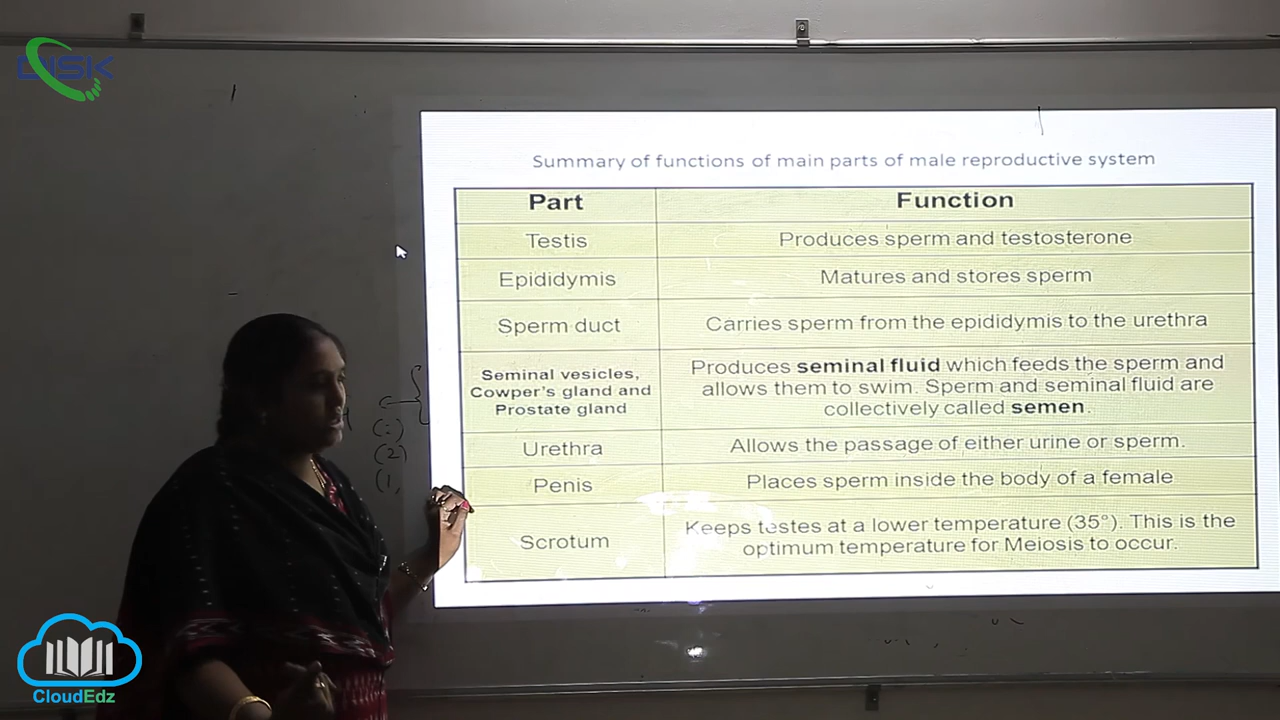 DISK
Summary of functions of main parts of male reproductive system
Part Function
Testis Produces sperm and testosterone
Epididymis Matures and stores sperm
Sperm duct Carries sperm from the epididymis to the urethra
Seminal vesicles,
Cowper's gland and
Prostate gland
Produces seminal fluid which feeds the sperm and
allows them to swim. Sperm and seminal fluid are
collectively called semen.
Urethra Allows the passage of either urine or sperm.
Penis Places sperm inside the body of a female
Scrotum
Keeps testes at a lower temperature (35°). This is the
optimum temperature for Meiosis to occur.
(2)
CloudEdz